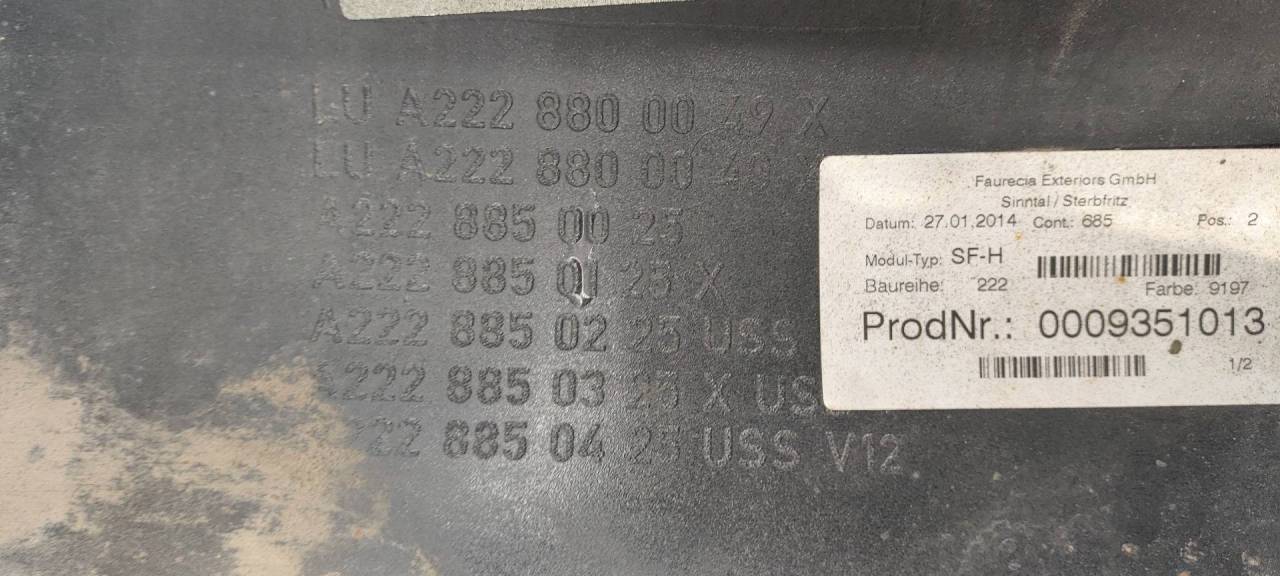 LU A222 880 00 49 X
LU A222 880 00 49 X
A222 885 00 25
A222 885 01 25 X
A222 885 02 25 USS
A222 885 03 25 X US
222 885 04 25 USS V12
Faurecia Exteriors GmbH
Sinntal / Sterbfritz
Datum: 27.01.2014 Cont.: 685 Pos.: 2
Modul-Typ: SF-H
Baureihe: 222 Farbe: 9197
ProdNr.: 0009351013
1/2